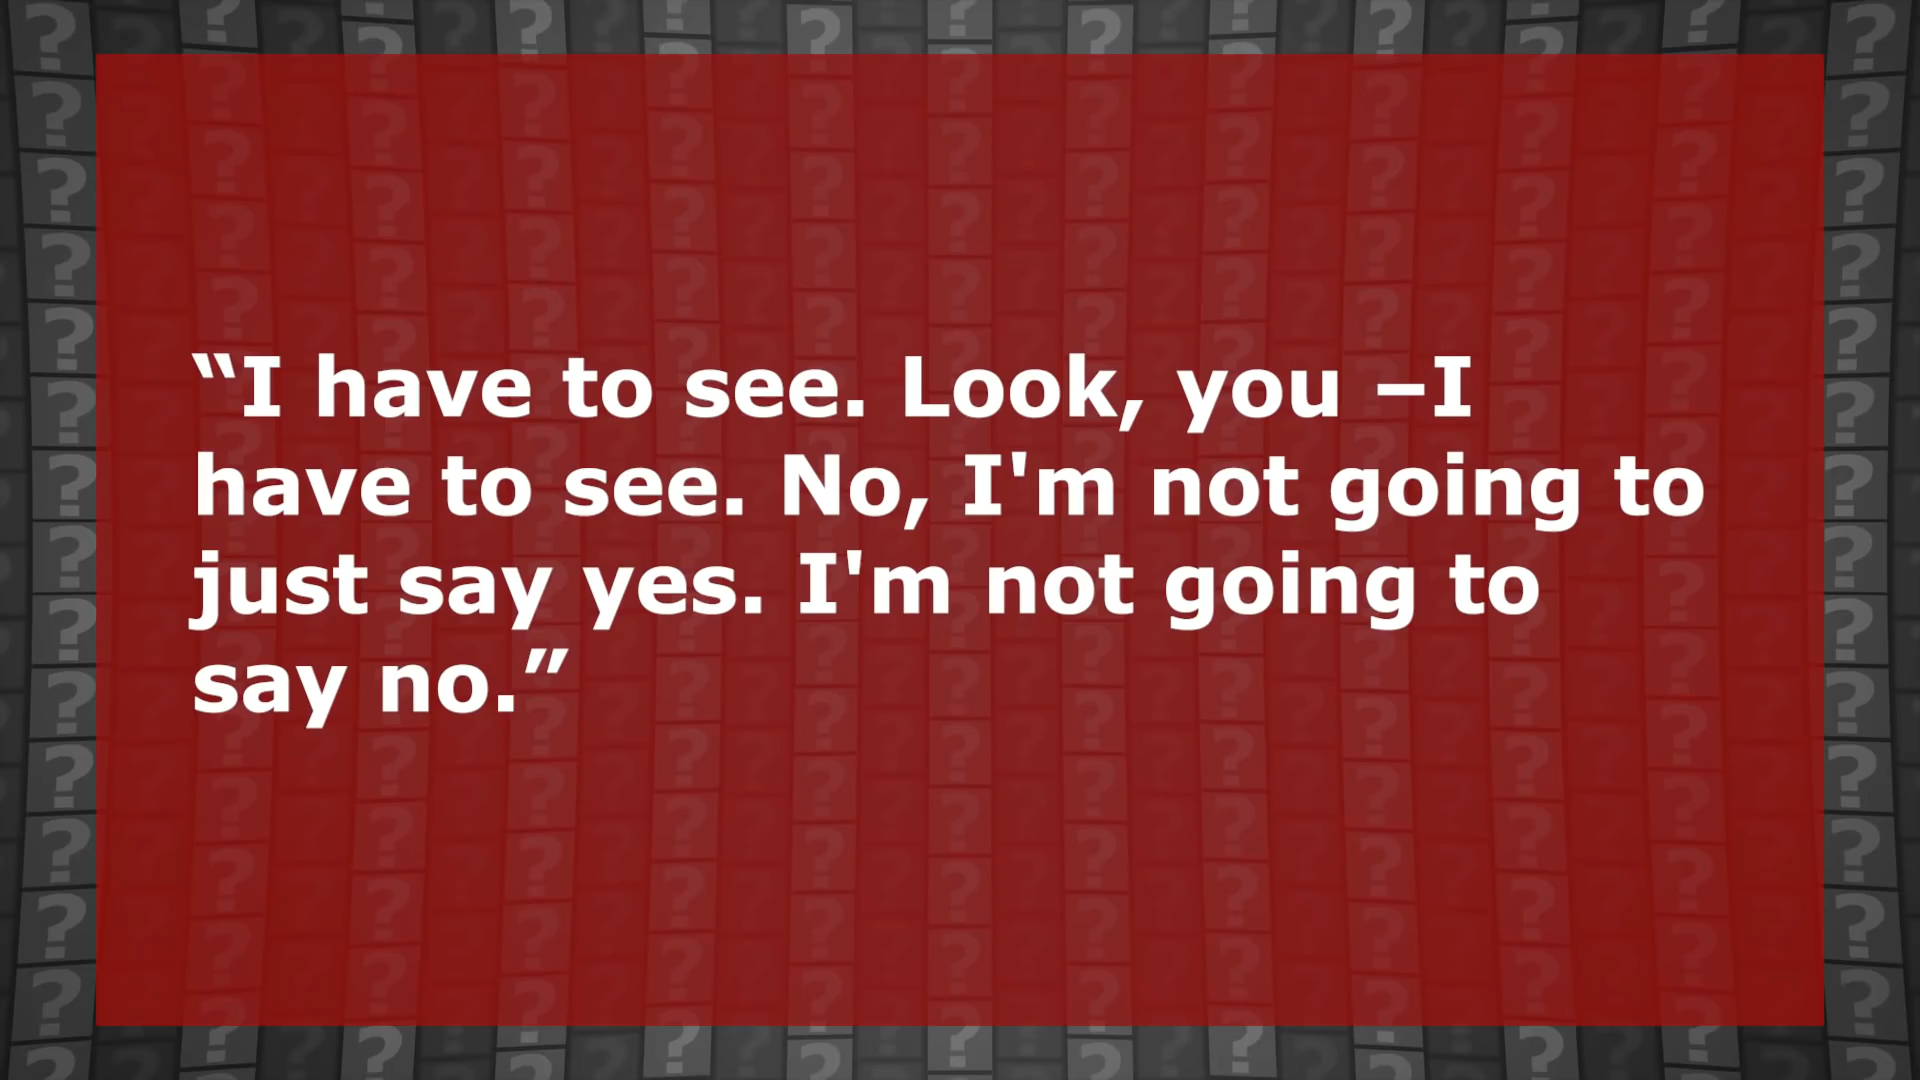 “I have to see. Look, you –I
have to see. No, I'm not going to
just say yes. I'm not going to
say no.”